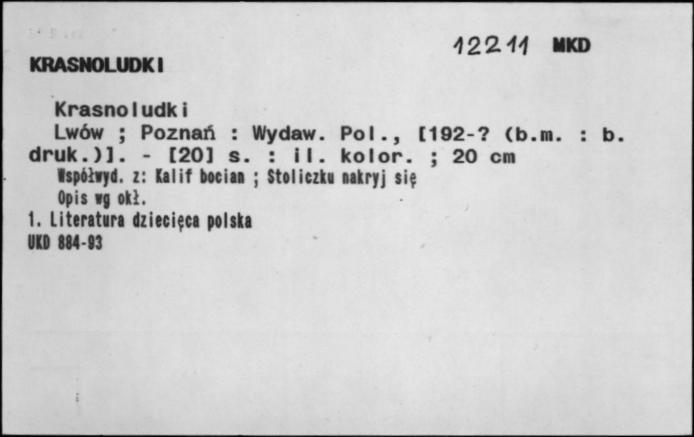 12211 MKD
KRASNOLUDKI
Krasnoludki
Lwów ; Poznań : Wydaw. Pol., [192-? (b.m. : b.
druk.)]. - [20] s. : il. kolor. ; 20 cm
Współwyd. z: Kalif bocian ; Stoliczku nakryj się
Opis wg okł.
1. Literatura dziecięca polska
UKD 884-93